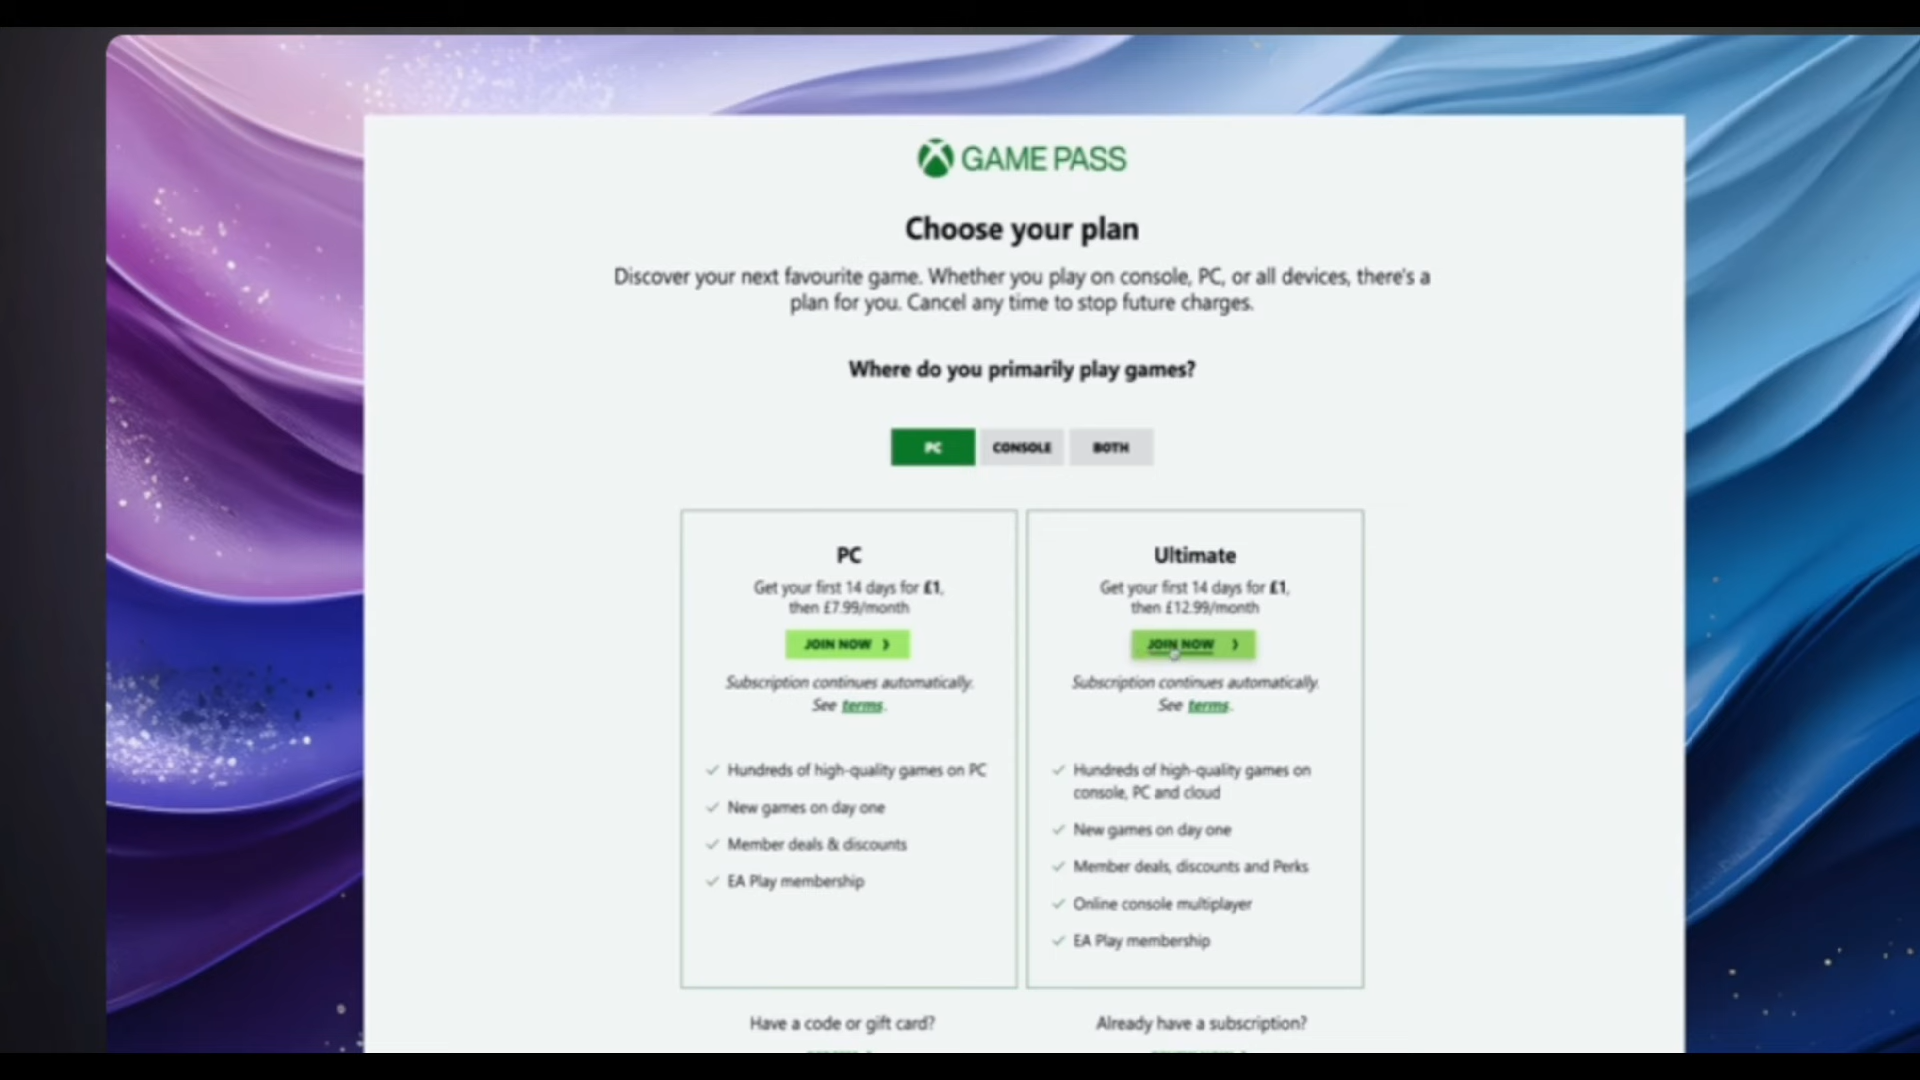 GAME PASS
Choose your plan
Discover your next favourite game. Whether you play on console, PC, or all devices, there's a
plan for you. Cancel any time to stop future charges.
Where do you primarily play games?
PC
CONSOLE
BOTH
PC
Get your first 14 days for £1,
then £7.99/month
JOIN NOW
Subscription continues automatically.
See terms.
Hundreds of high-quality games on PC
New games on day one
Member deals & discounts
EA Play membership
Ultimate
Get your first 14 days for £1,
then £12.99/month
JOIN NOW
Subscription continues automatically.
See terms.
Hundreds of high-quality games on
console, PC and cloud
New games on day one
Member deals, discounts and Perks
Online console multiplayer
EA Play membership
Have a code or gift card?
Already have a subscription?